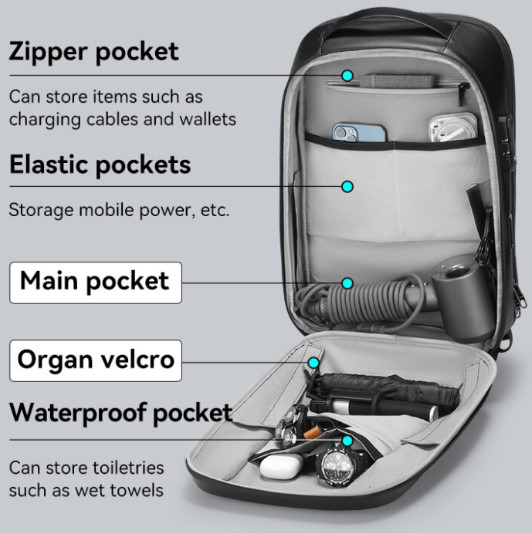 Zipper pocket
Can store items such as
charging cables and wallets
Elastic pockets
Storage mobile power, etc.
Main pocket
Organ velcro
Waterproof pocket
Can store toiletries
such as wet towels